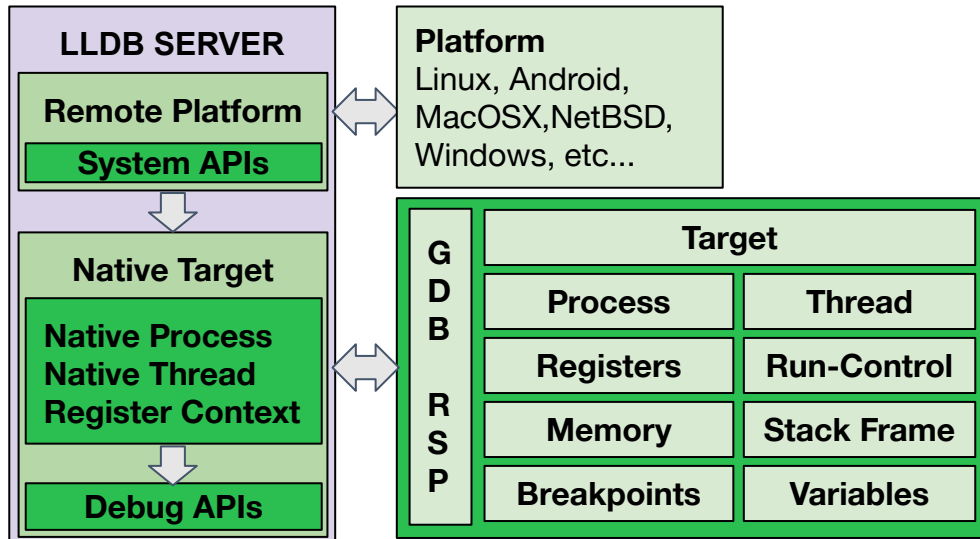 LLDB SERVER
Remote Platform
System APIs
Native Target
Native Process
Native Thread
Register Context
Debug APIs
Platform
Linux, Android,
MacOSX,NetBSD,
Windows, etc...
G
D
B
R
S
P
Target
Process
Thread
Registers
Run-Control
Memory
Stack Frame
Breakpoints
Variables